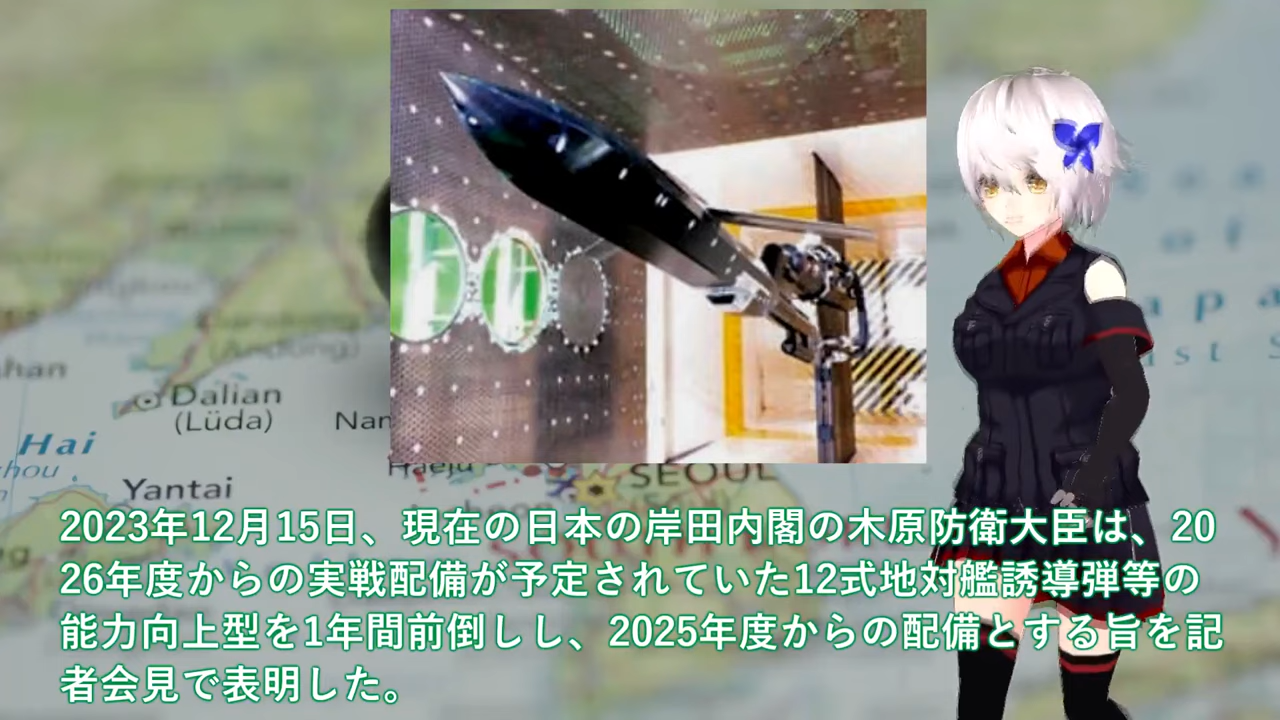 Dalian
(Lüda)
Nam
Hai
Yantai
Haeju
SEOUL
2023年12月15日、現在の日本の岸田内閣の木原防衛大臣は、20
26年度からの実戦配備が予定されていた12式地対艦誘導弾等の
能力向上型を1年間前倒しし、2025年度からの配備とする旨を記
者会見で表明した。